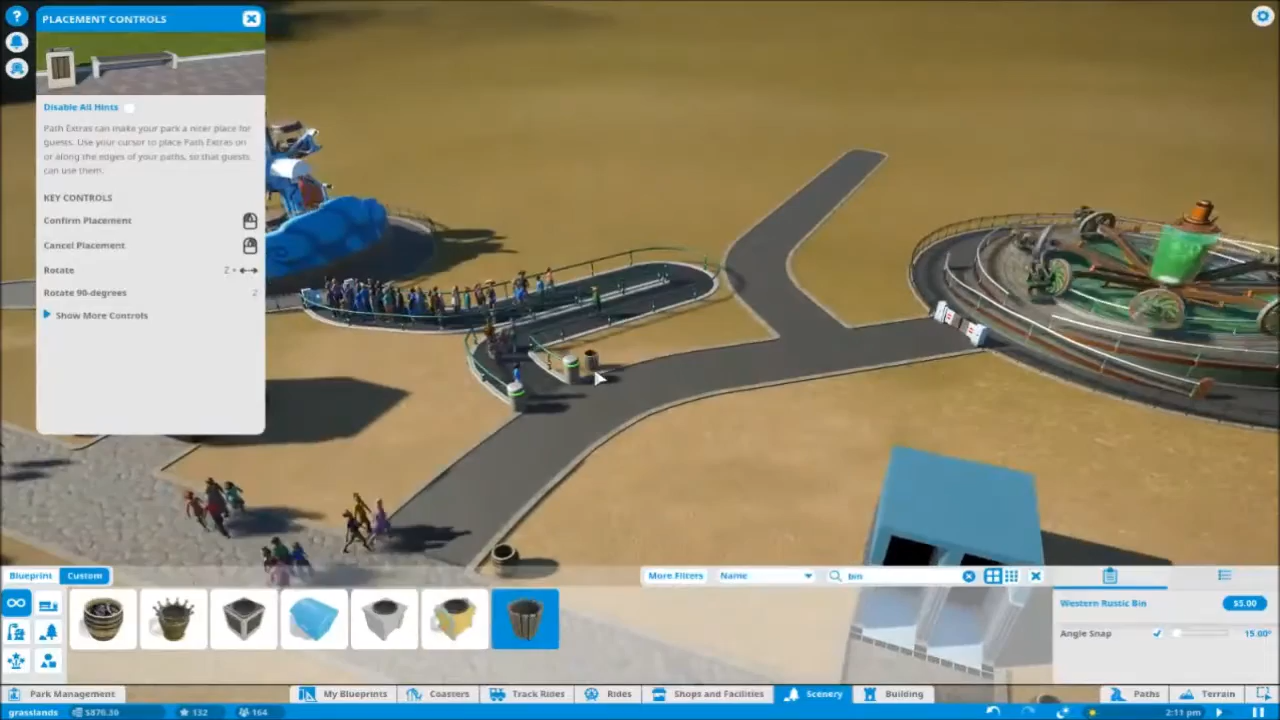 PLACEMENT CONTROLS
Disable All Hints
Path Extras can make your park a nicer place for
guests. Use your cursor to place Path Extras on
or along the edges of your paths, so that guests
can use them.
KEY CONTROLS
Confirm Placement
Cancel Placement
Rotate Z +
Rotate 90-degrees Z
Show More Controls
Blueprint Custom More Filters Name bin
Western Rustic Bin $5.00
Angle Snap 15.00°
Park Management My Blueprints Coasters Track Rides Rides Shops and Facilities Scenery Building Paths Terrain
grasslands $876.30 132 164 2:11 pm